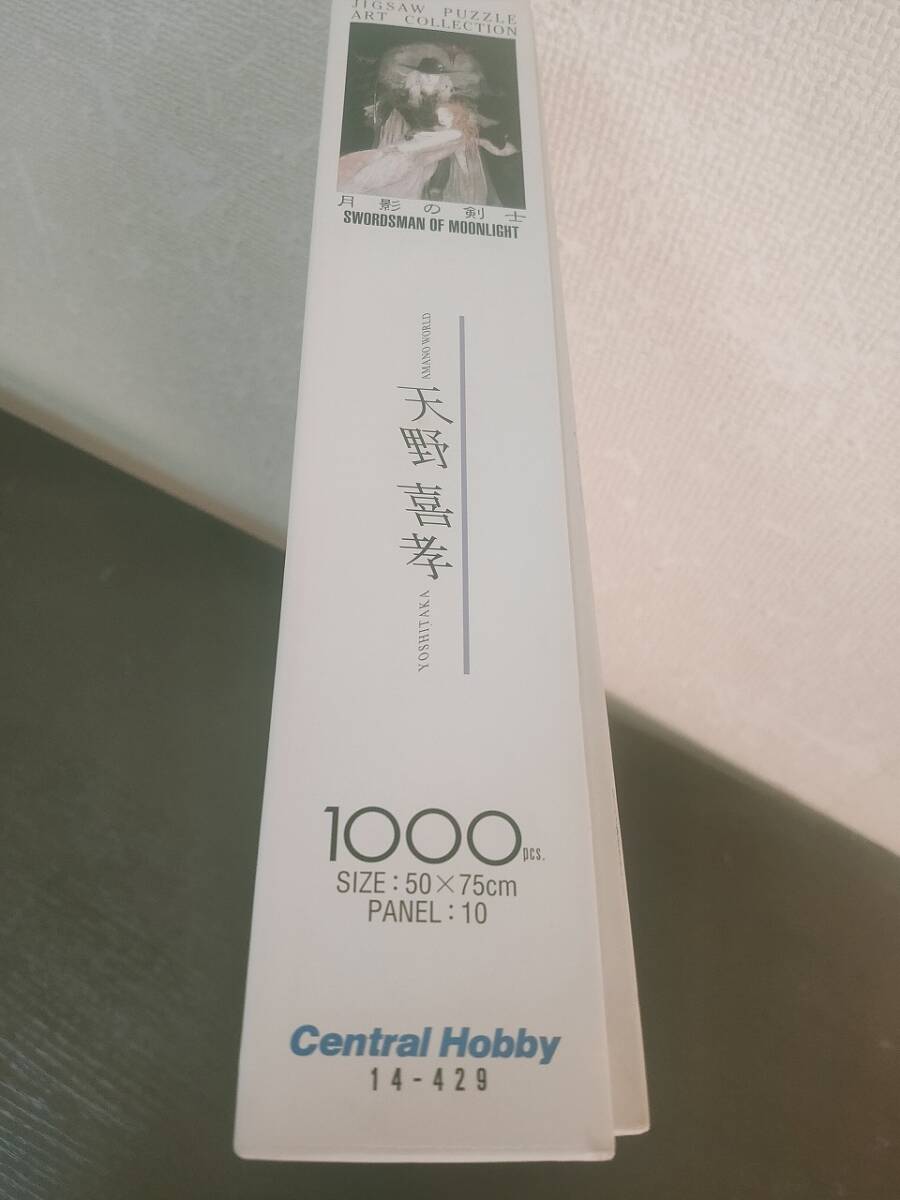 JIGSAW PUZZLE
ART COLLECTION
月影の剣士
SWORDSMAN OF MOONLIGHT
AMANO WORLD
天野喜孝
YOSHITAKA
1000pcs.
SIZE:50×75cm
PANEL:10
Central Hobby
14-429